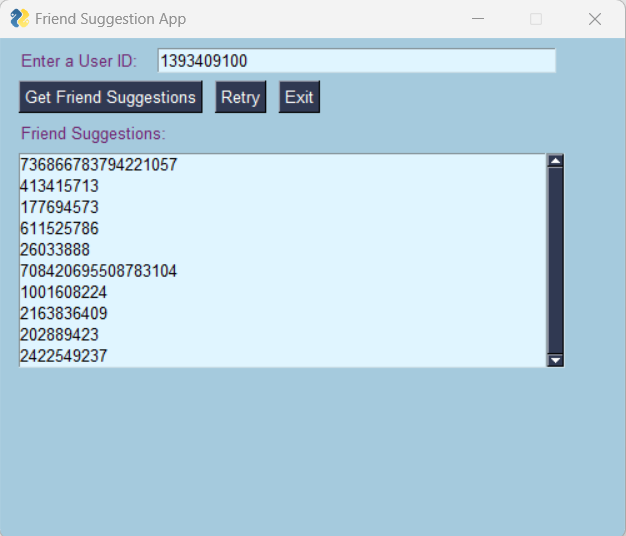 Friend Suggestion App
Enter a User ID: 1393409100
Get Friend Suggestions Retry Exit
Friend Suggestions:
736866783794221057
413415713
177694573
611525786
26033888
708420695508783104
1001608224
2163836409
202889423
2422549237